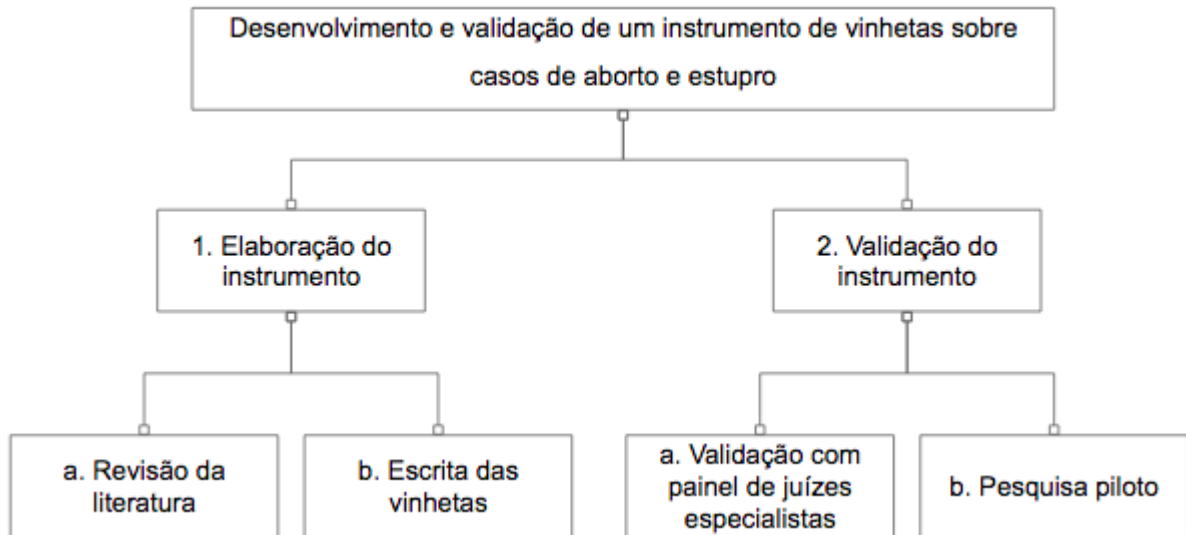 Desenvolvimento e validação de um instrumento de vinhetas sobre
casos de aborto e estupro
1. Elaboração do
instrumento
2. Validação do
instrumento
a. Revisão da
literatura
b. Escrita das
vinhetas
a. Validação com
painel de juízes
especialistas
b. Pesquisa piloto